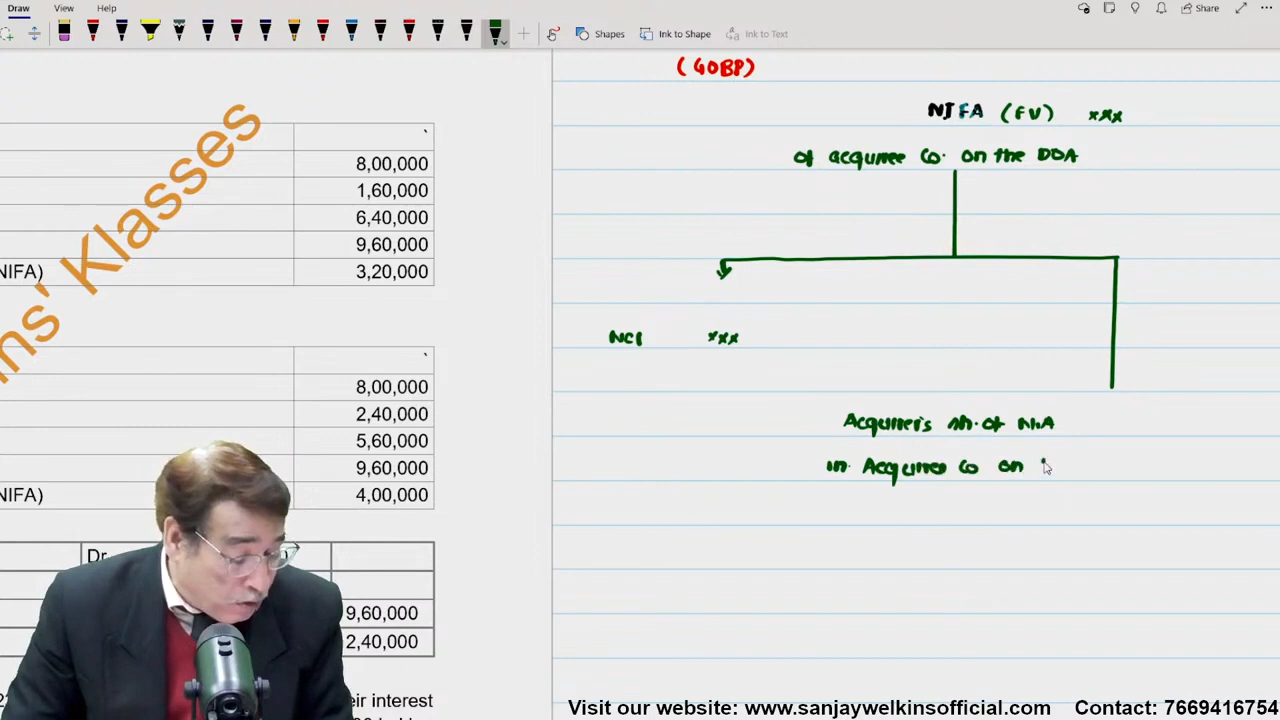 Draw View Help
Share
Shapes Ink to Shape Ink to Text
8,00,000
1,60,000
6,40,000
9,60,000
NIFA) 3,20,000
8,00,000
2,40,000
5,60,000
9,60,000
NIFA) 4,00,000
Dr
9,60,000
2,40,000
eir interest
ns' Klasses
(GOBP)
NIFA (FV) xxx
of acquiree Co. on the DOA
NCI xxx
Acquirer's sh. of NIA
in Acquiree Co on
Visit our website: www.sanjaywelkinsofficial.com Contact: 7669416754